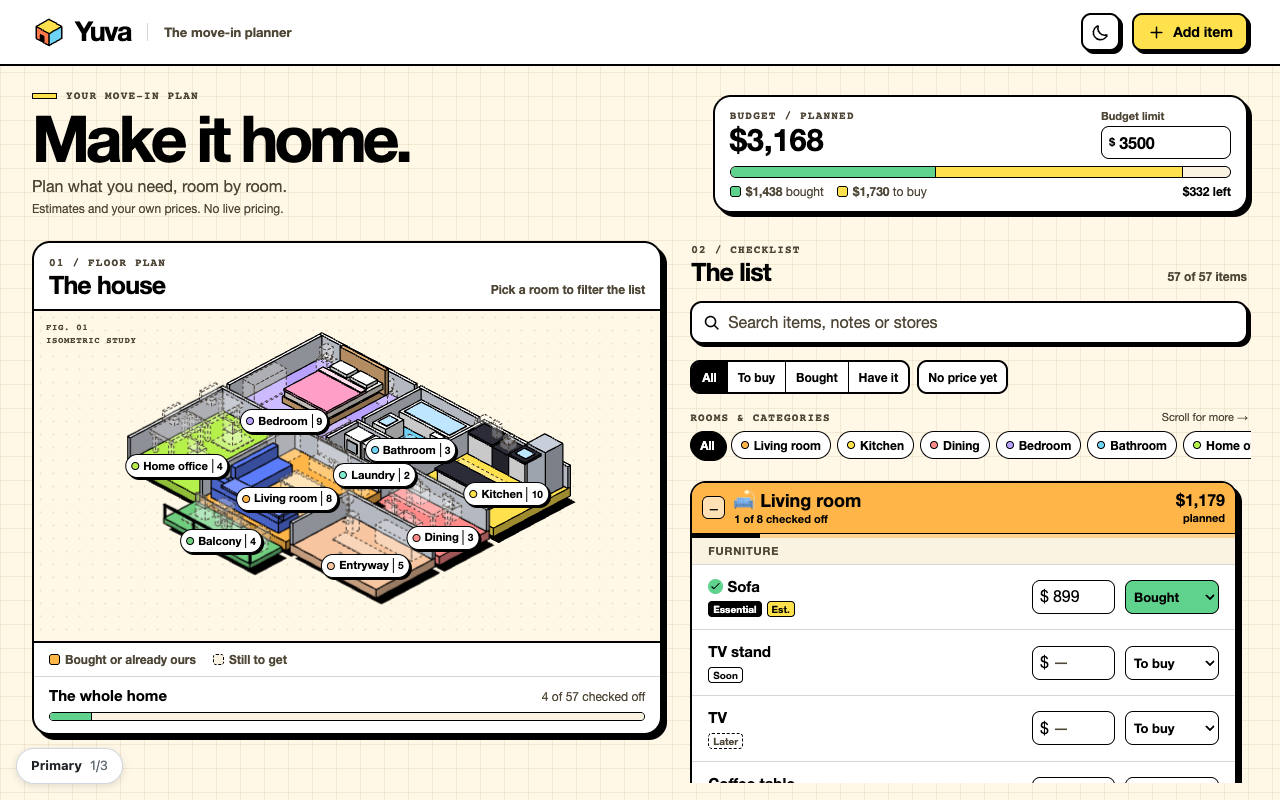 Yuva
The move-in planner
Add item
YOUR MOVE-IN PLAN
Make it home.
Plan what you need, room by room.
Estimates and your own prices. No live pricing.
BUDGET / PLANNED
$3,168
Budget limit
$ 3500
$1,438 bought $1,730 to buy $332 left
01 / FLOOR PLAN
The house
Pick a room to filter the list
FIG. 01
ISOMETRIC STUDY
Bedroom 9
Bathroom 3
Home office 4
Laundry 2
Living room 8
Kitchen 10
Balcony 4
Dining 3
Entryway 5
Bought or already ours Still to get
The whole home
4 of 57 checked off
Primary 1/3
02 / CHECKLIST
The list
57 of 57 items
Search items, notes or stores
All To buy Bought Have it No price yet
ROOMS & CATEGORIES
Scroll for more →
All Living room Kitchen Dining Bedroom Bathroom Home o
Living room
1 of 8 checked off
$1,179
planned
FURNITURE
Sofa
Essential Est.
$ 899
Bought
TV stand
Soon
$ —
To buy
TV
Later
$ —
To buy
Coffee table